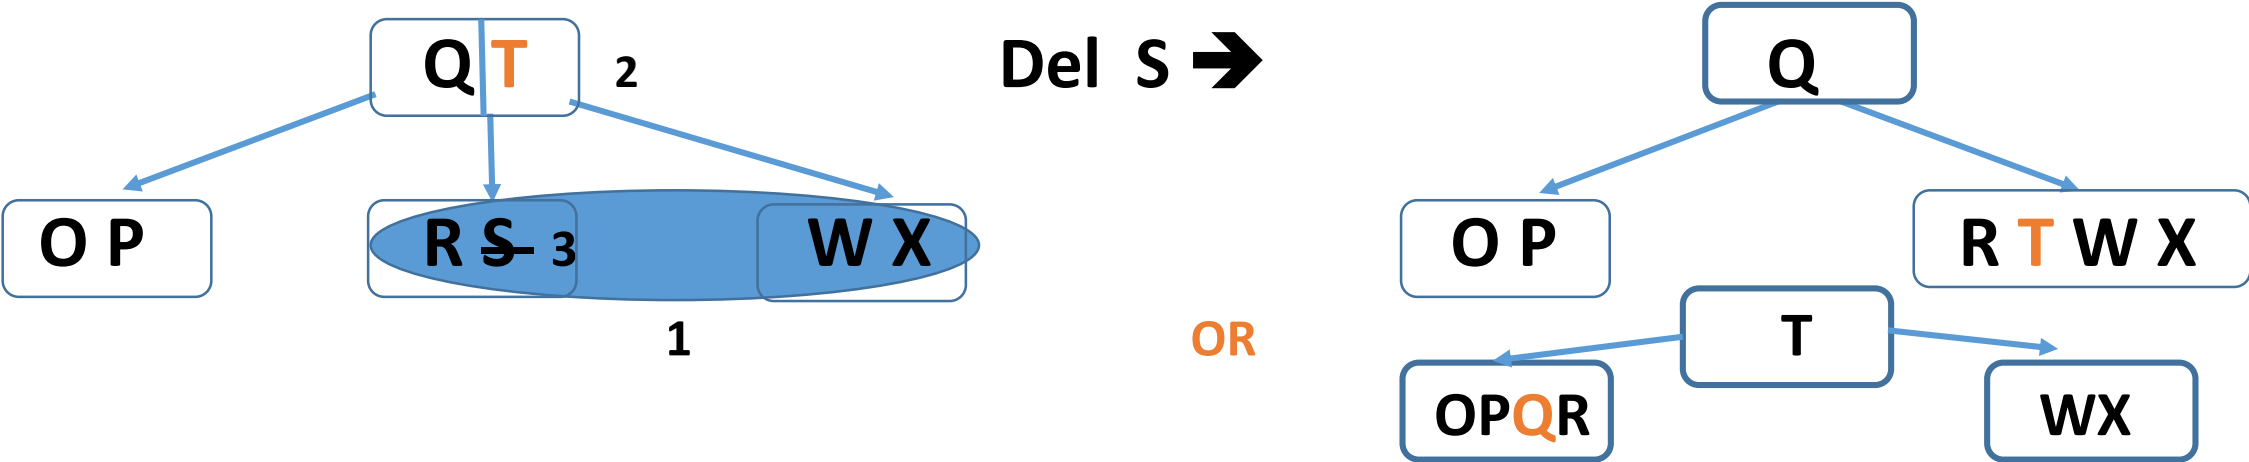 Q T 2
Del S ➔
Q
O P
R S 3
W X
O P
R T W X
1
OR
T
OPQR
WX